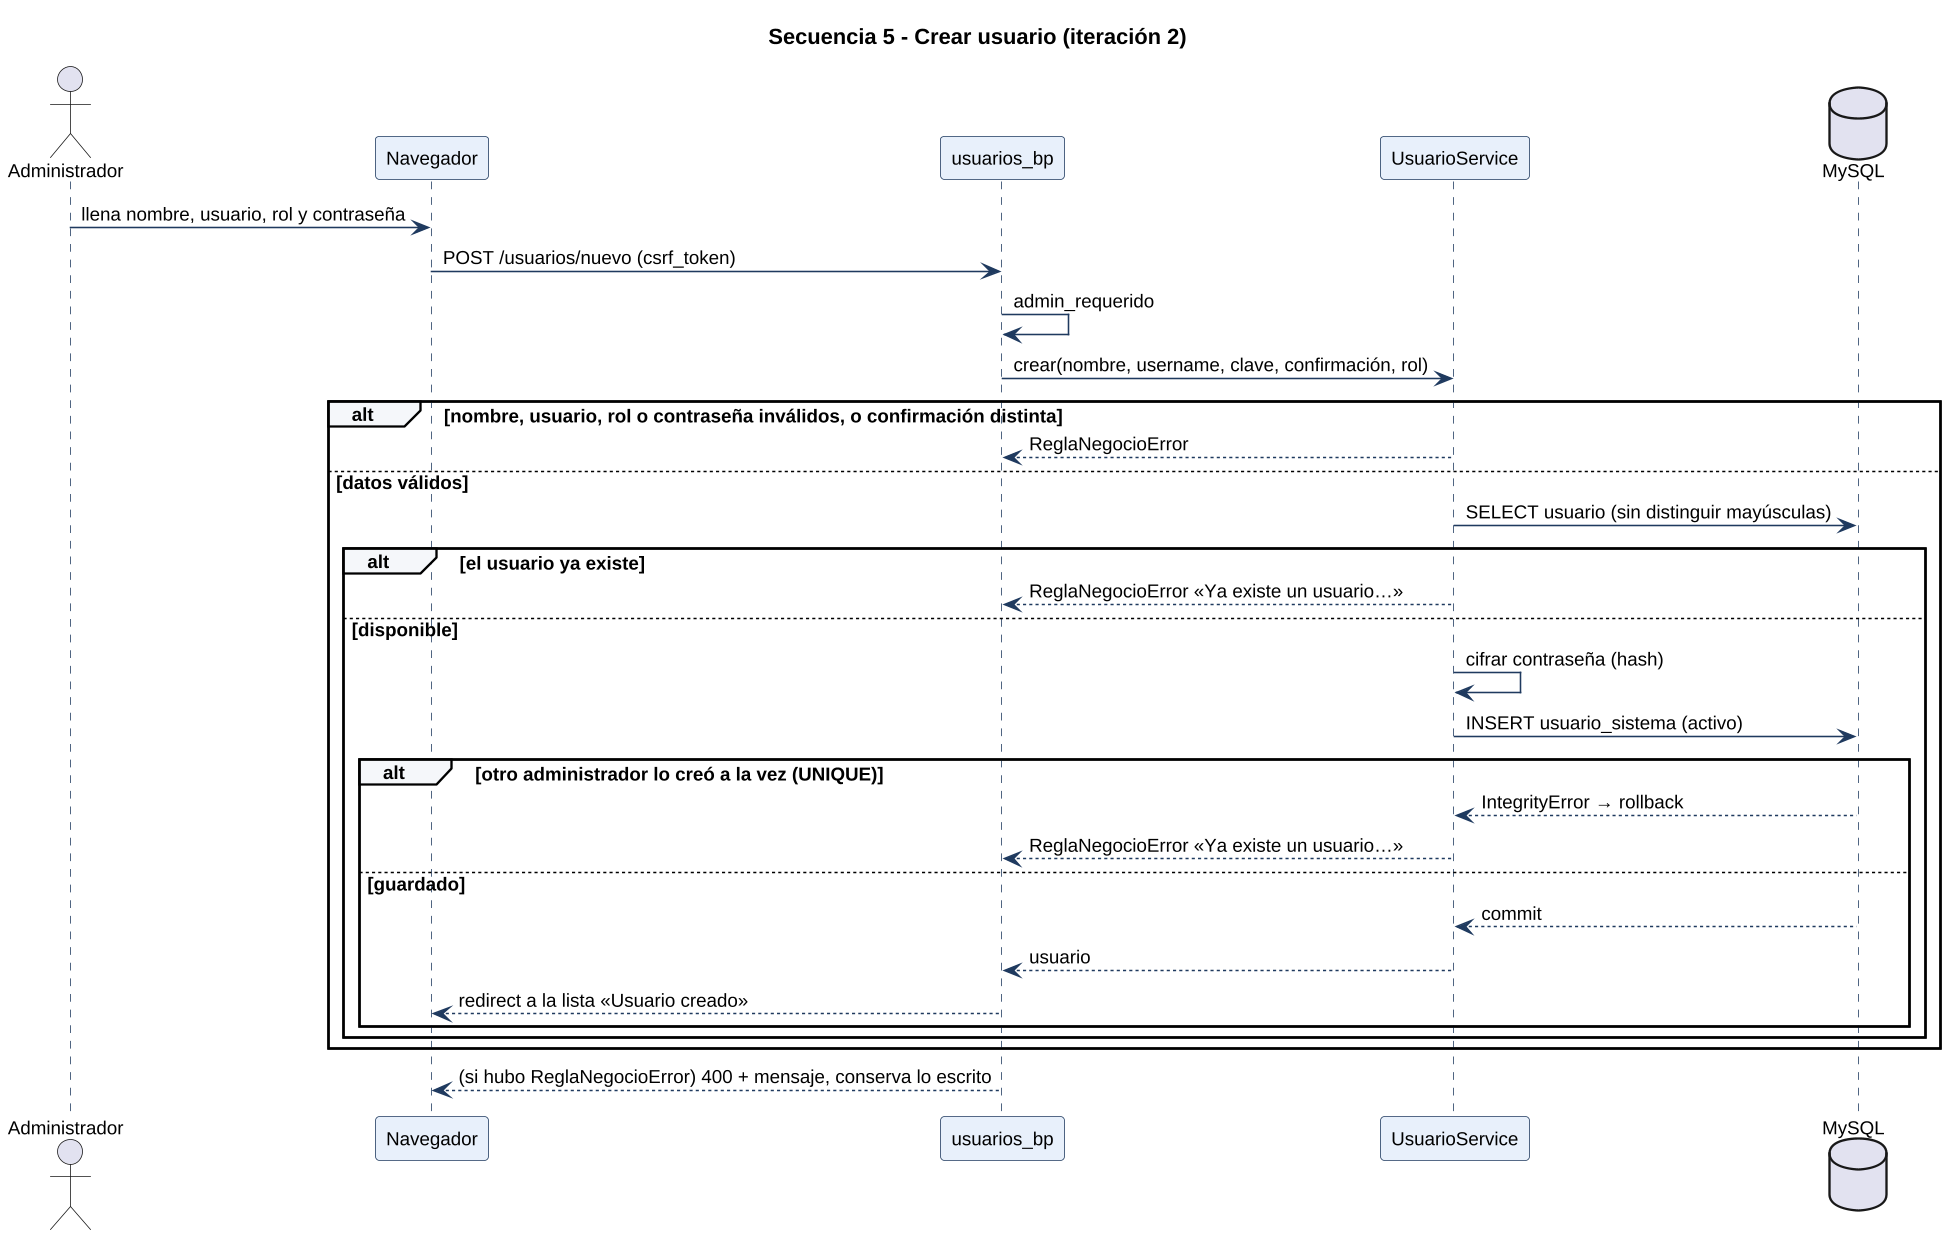 Secuencia 5 - Crear usuario (iteración 2)
Administrador
Navegador
usuarios_bp
UsuarioService
MySQL
llena nombre, usuario, rol y contraseña
POST /usuarios/nuevo (csrf_token)
admin_requerido
crear(nombre, username, clave, confirmación, rol)
alt [nombre, usuario, rol o contraseña inválidos, o confirmación distinta]
ReglaNegocioError
[datos válidos]
SELECT usuario (sin distinguir mayúsculas)
alt [el usuario ya existe]
ReglaNegocioError «Ya existe un usuario…»
[disponible]
cifrar contraseña (hash)
INSERT usuario_sistema (activo)
alt [otro administrador lo creó a la vez (UNIQUE)]
IntegrityError → rollback
ReglaNegocioError «Ya existe un usuario…»
[guardado]
commit
usuario
redirect a la lista «Usuario creado»
(si hubo ReglaNegocioError) 400 + mensaje, conserva lo escrito
Administrador
Navegador
usuarios_bp
UsuarioService
MySQL